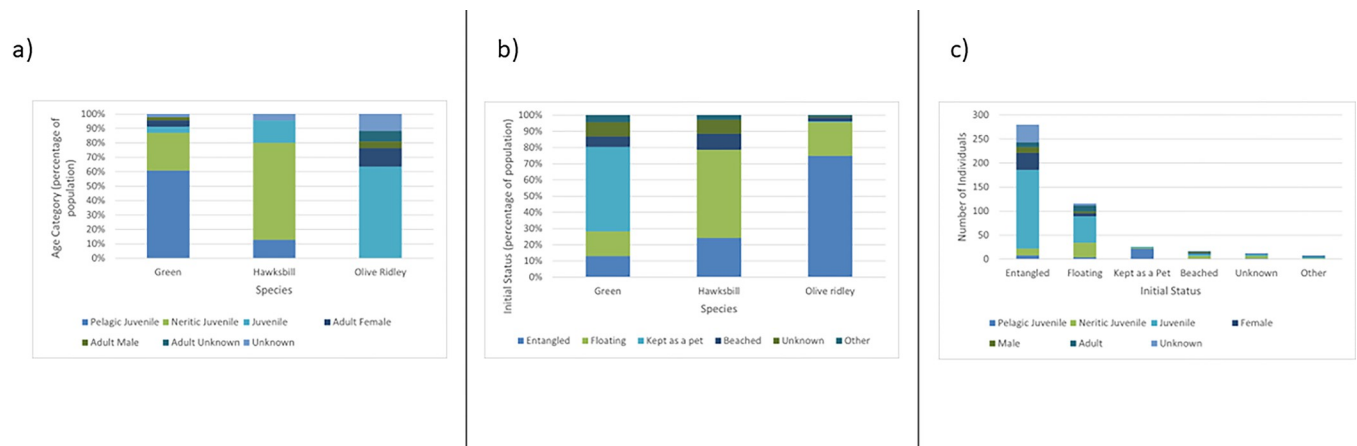 a)
100%
90%
80%
70%
60%
50%
40%
30%
20%
10%
0%
Age Category (percentage of
population)
Green Hawksbill Olive Ridley
Species
Pelagic Juvenile Neritic Juvenile Juvenile Adult Female
Adult Male Adult Unknown Unknown
b)
100%
90%
80%
70%
60%
50%
40%
30%
20%
10%
0%
Initial Status (percentage of population)
Green Hawksbill Olive ridley
Species
Entangled Floating Kept as a pet Beached Unknown Other
c)
300
250
200
150
100
50
0
Number of Individuals
Entangled Floating Kept as a Pet Beached Unknown Other
Initial Status
Pelagic Juvenile Neritic Juvenile Juvenile Female
Male Adult Unknown